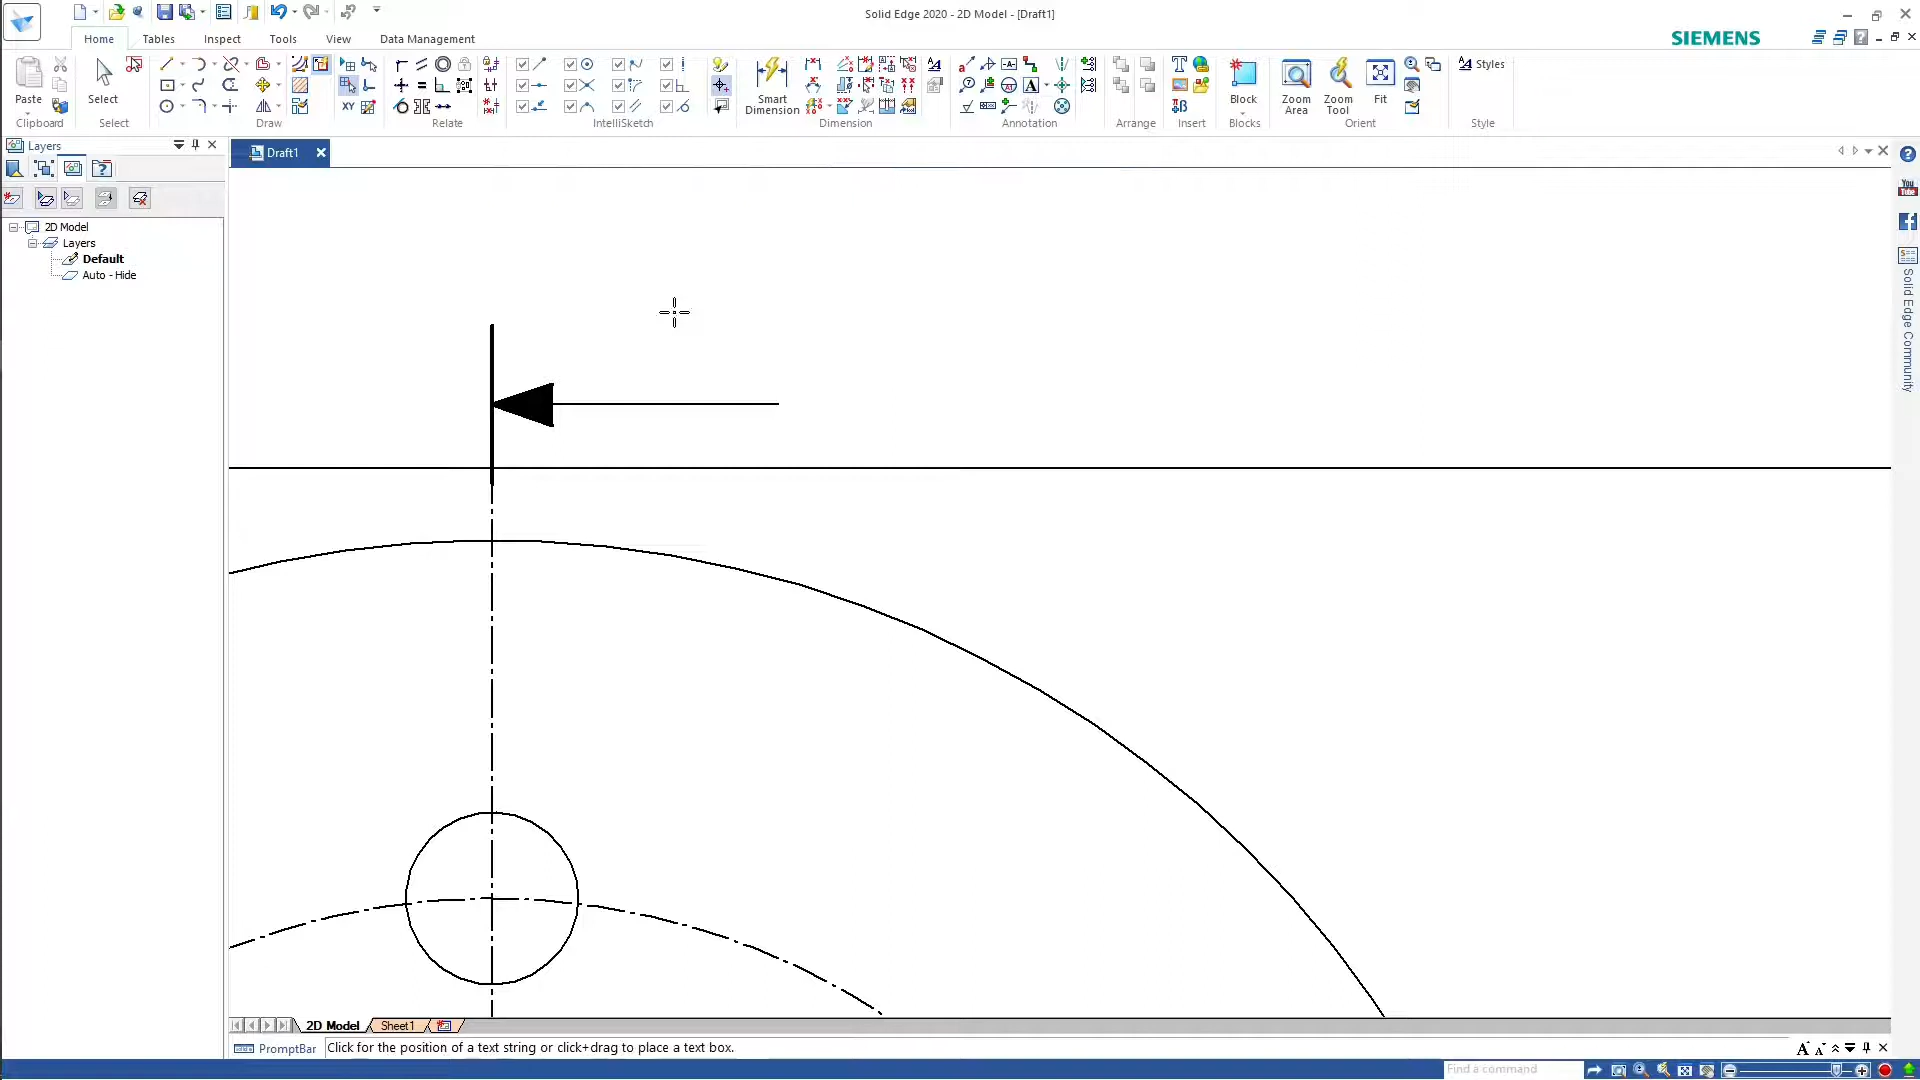 Solid Edge 2020 - 2D Model - [Draft1]
Home
Tables
Inspect
Tools
View
Data Management
SIEMENS
Paste
Clipboard
Select
Select
Draw
Relate
IntelliSketch
Smart
Dimension
Dimension
Annotation
Arrange
Insert
Block
Blocks
Zoom
Area
Zoom
Tool
Fit
Orient
Styles
Style
Layers
Draft1
2D Model
Layers
Default
Auto - Hide
You
Tube
Solid Edge Community
2D Model
Sheet1
PromptBar
Click for the position of a text string or click+drag to place a text box.
Find a command